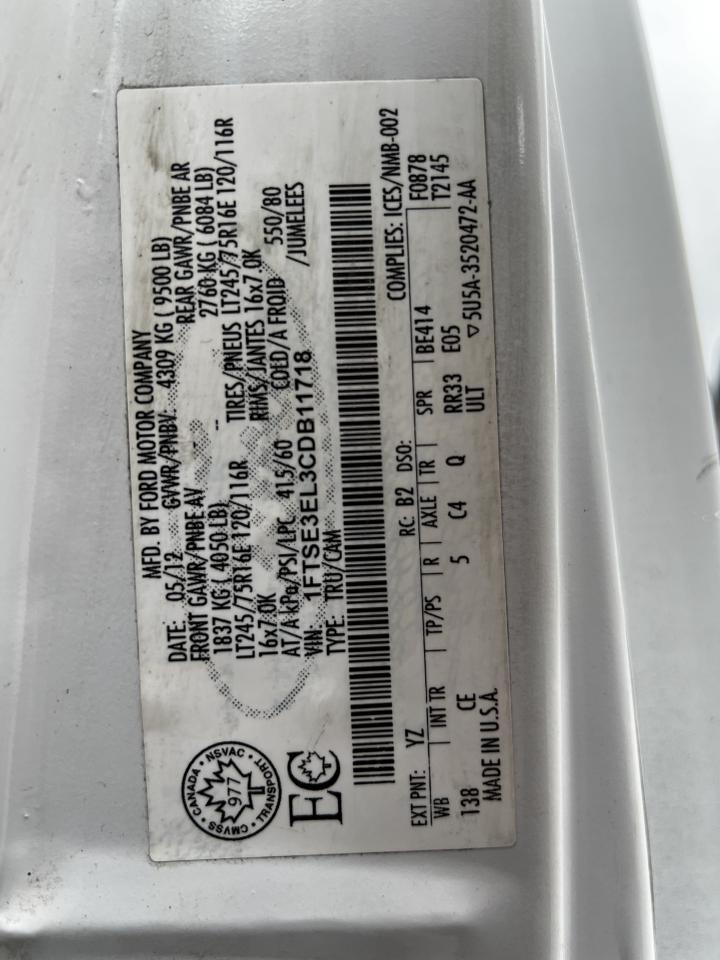 MFD. BY FORD MOTOR COMPANY
DATE: 05/12 GVWR/PNBV: 4309 KG ( 9500 LB)
FRONT GAWR/PNBE AV REAR GAWR/PNBE AR
1837 KG ( 4050 LB) 2760 KG ( 6084 LB)
LT245/75R16E 120/116R -- TIRES/PNEUS LT245/75R16E 120/116R
16x7.0K RIMS/JANTES 16x7.0K
AT/A kPa/PSI/LPC 415/60 COLD/A FROID 550/80
VIN: 1FTSE3EL3CDB11718 /JUMELEES
TYPE: TRU/CAM
CANADA • NSVAC • TRANSPORT • CMVSS •
977
T
EC
COMPLIES: ICES/NMB-002
EXT PNT: YZ RC: B2 DSO: F0878
WB INT TR TP/PS R AXLE TR SPR BE414 T2145
138 CE 5 C4 Q RR33 E05
MADE IN U.S.A. ULT ▽5U5A-3520472-AA